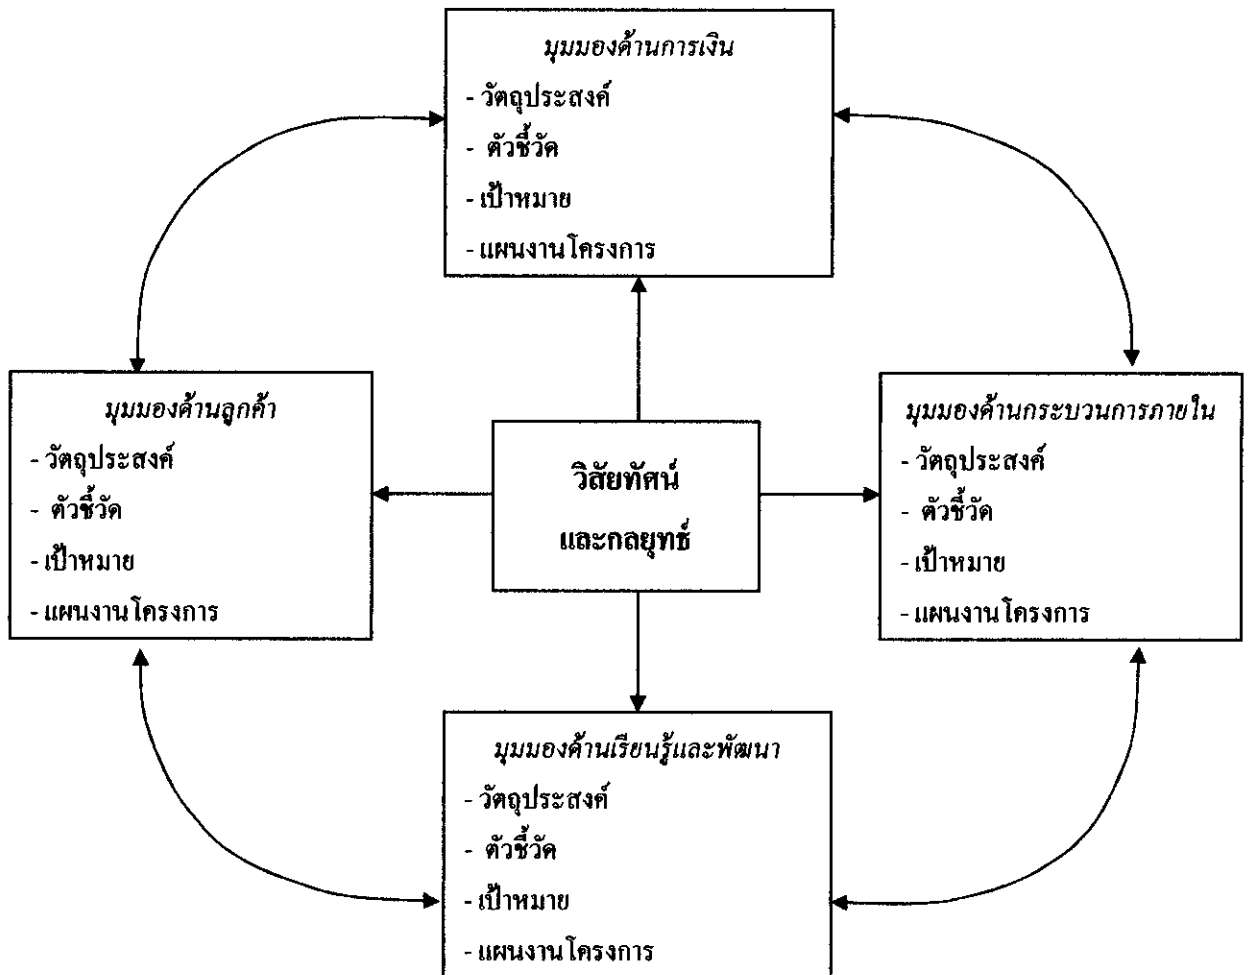 มุมมองด้านการเงิน
- วัตถุประสงค์
- ตัวชี้วัด
- เป้าหมาย
- แผนงานโครงการ
มุมมองด้านลูกค้า
- วัตถุประสงค์
- ตัวชี้วัด
- เป้าหมาย
- แผนงานโครงการ
วิสัยทัศน์
และกลยุทธ์
มุมมองด้านกระบวนการภายใน
- วัตถุประสงค์
- ตัวชี้วัด
- เป้าหมาย
- แผนงานโครงการ
มุมมองด้านเรียนรู้และพัฒนา
- วัตถุประสงค์
- ตัวชี้วัด
- เป้าหมาย
- แผนงานโครงการ